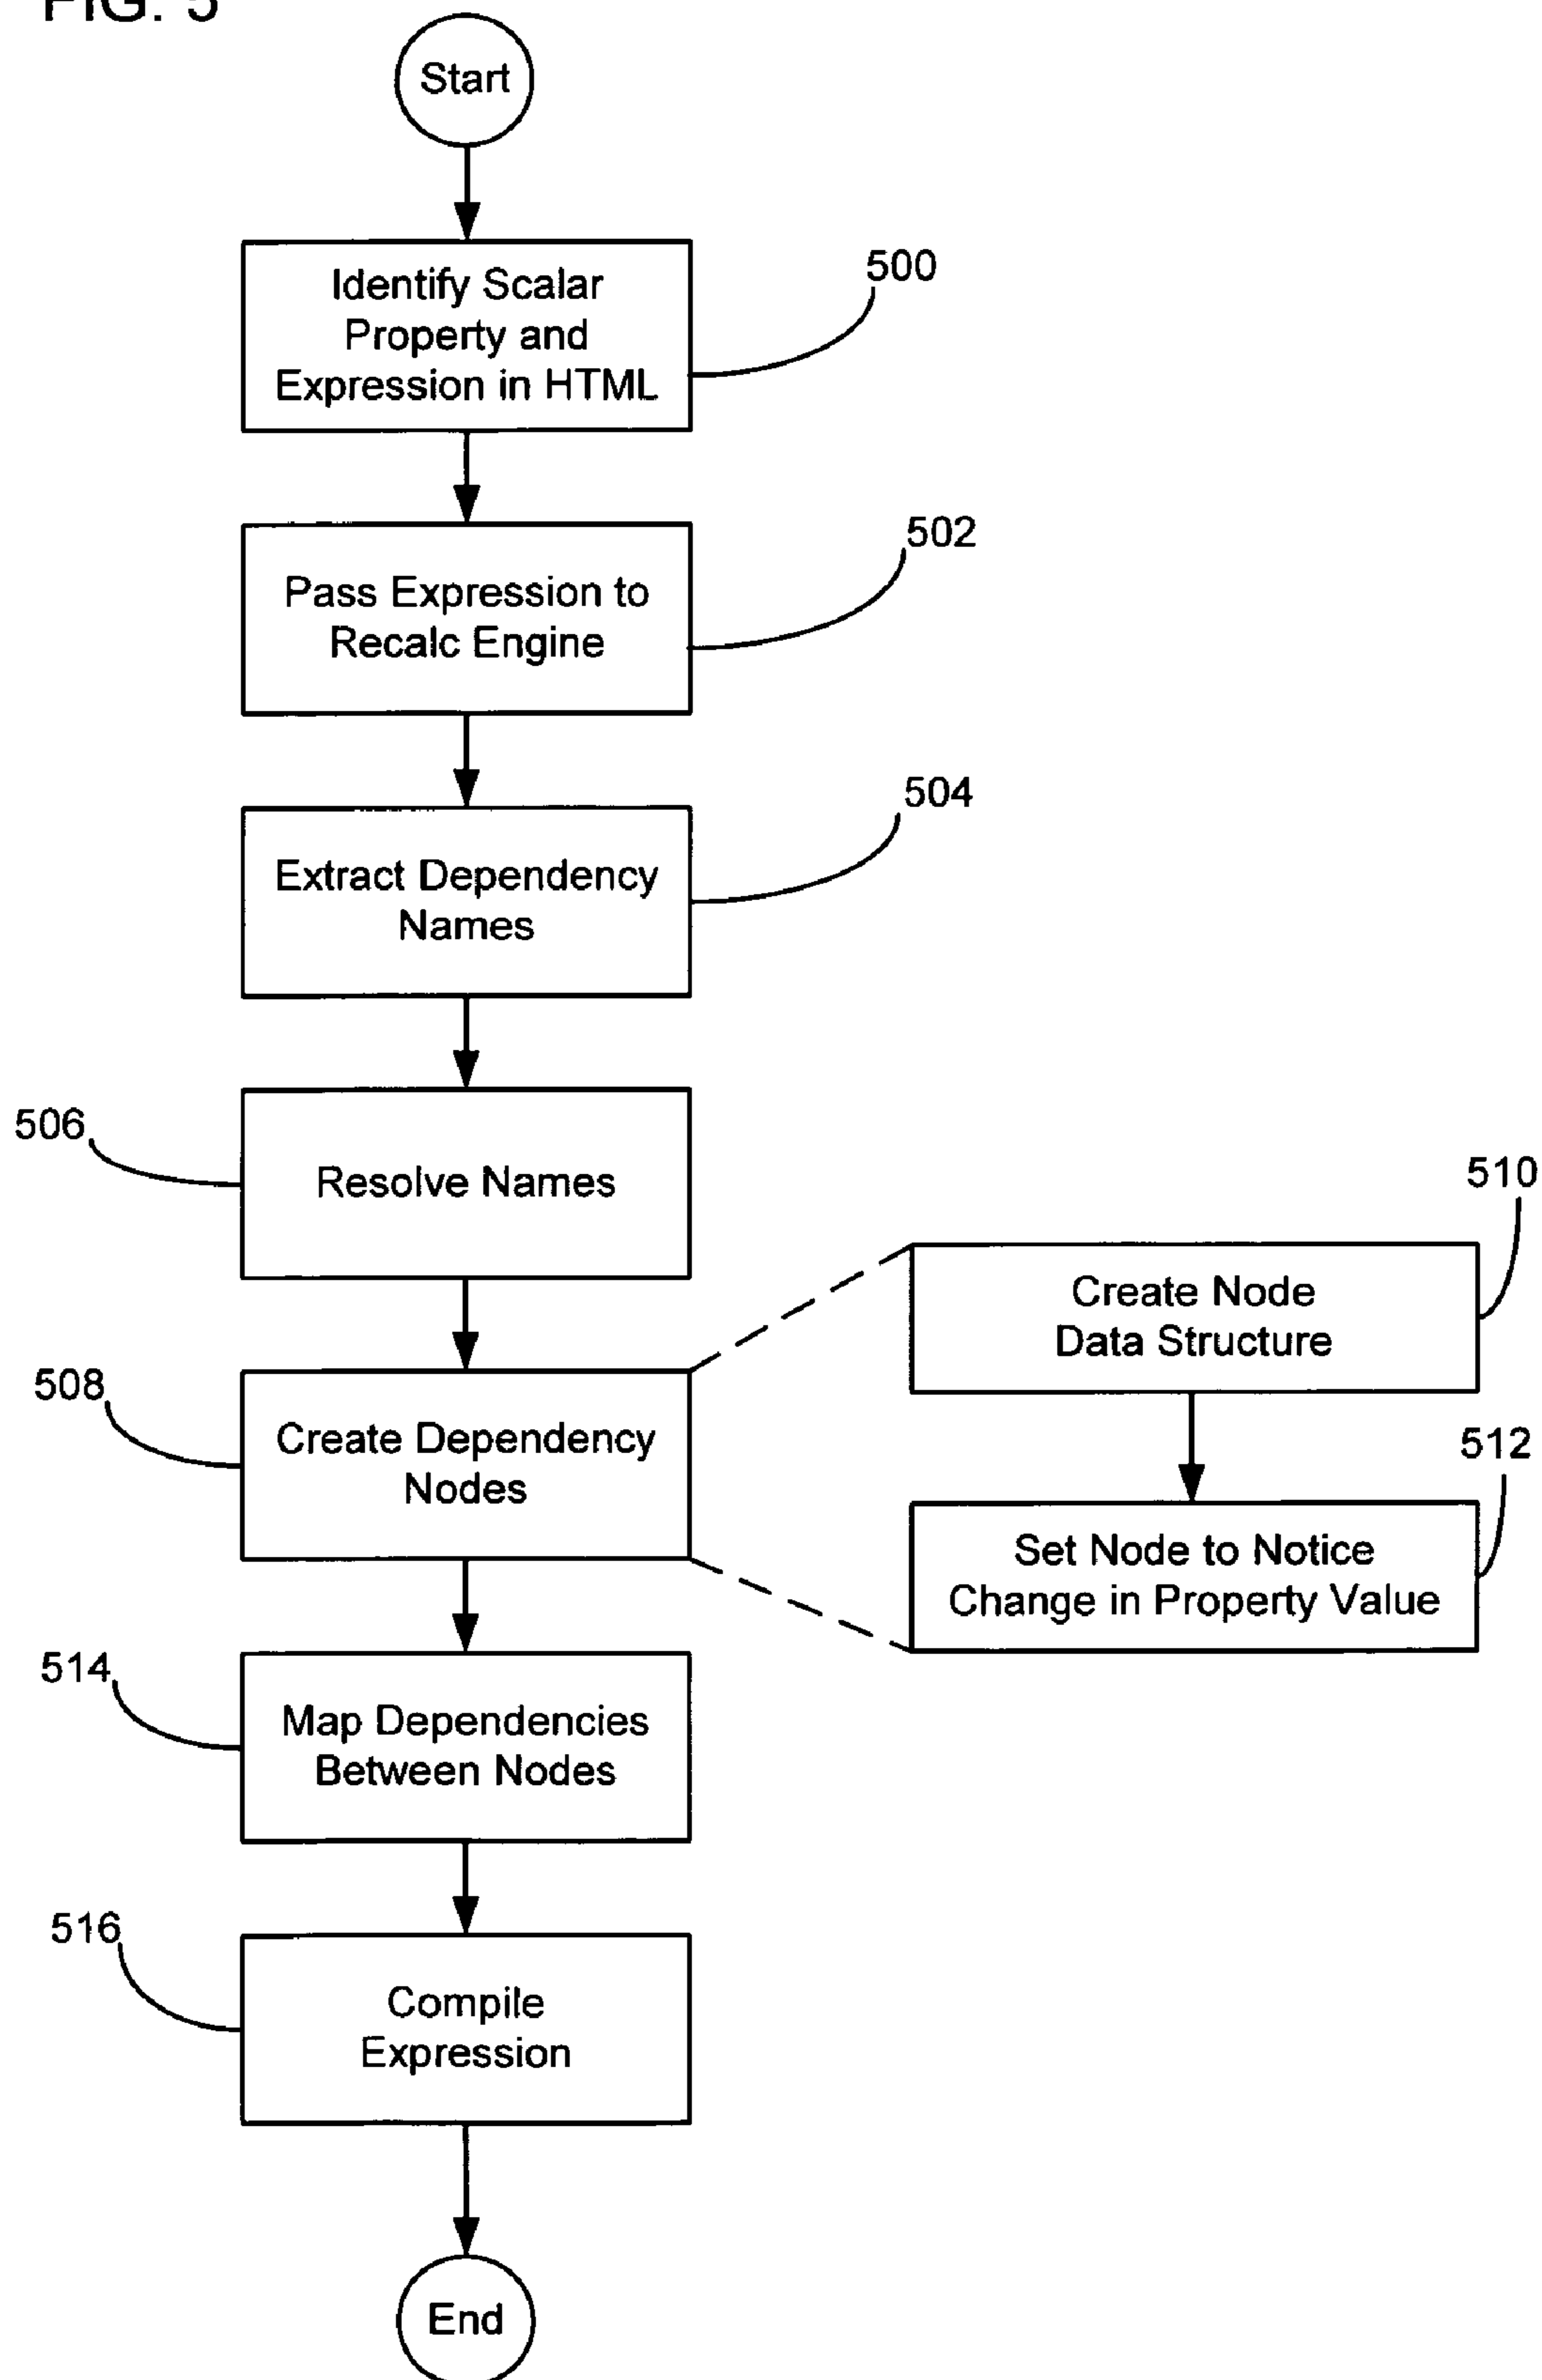 FIG. 5
Start
Identify Scalar
Property and
Expression in HTML
500
Pass Expression to
Recalc Engine
502
Extract Dependency
Names
504
506
Resolve Names
508
Create Dependency
Nodes
510
Create Node
Data Structure
512
Set Node to Notice
Change in Property Value
514
Map Dependencies
Between Nodes
516
Compile
Expression
End